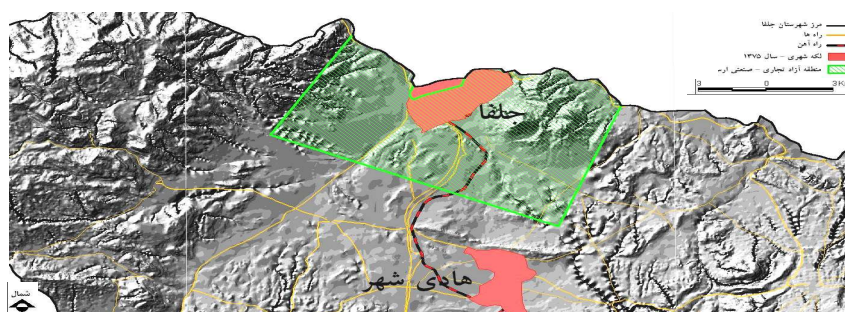 مرز شهرستان جلفا
راه ها
راه آهن
لکه شهری – سال ۱۳۷۵
منطقه آزاد تجاری – صنعتی ارس
3 0 3 K
جلفا
هادی شهر
شمال